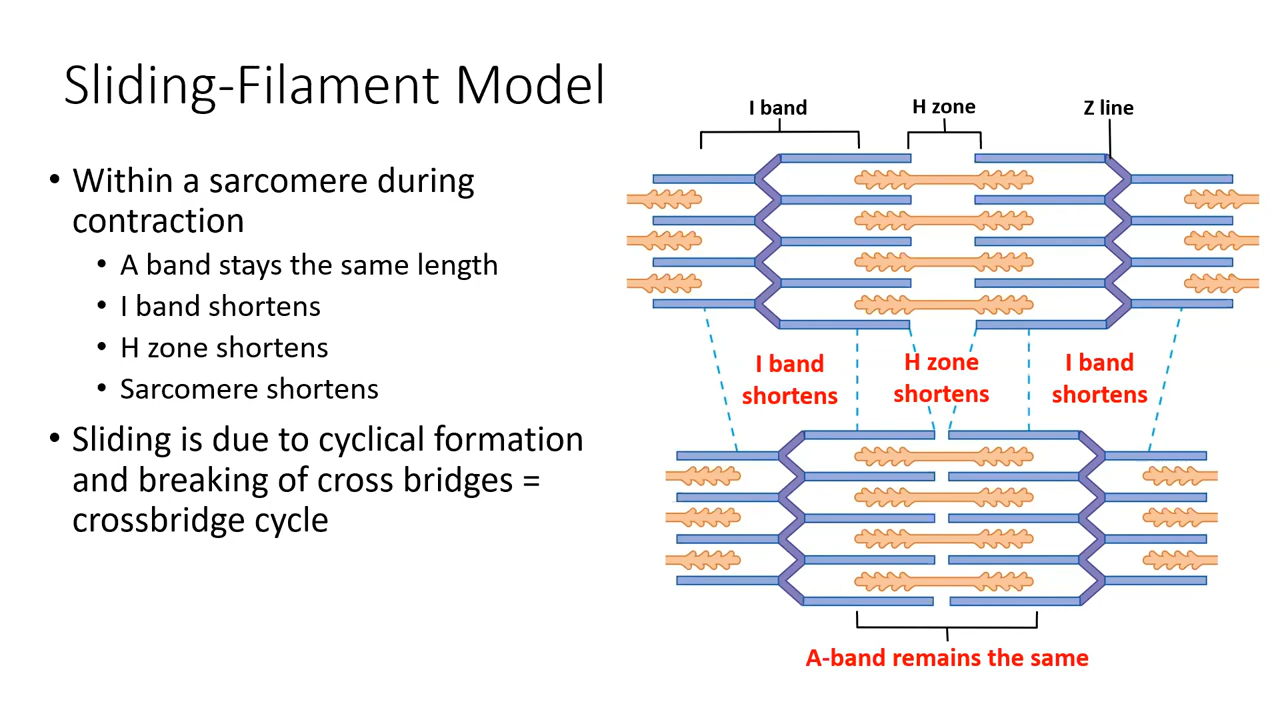 Sliding-Filament Model
• Within a sarcomere during
contraction
• A band stays the same length
• I band shortens
• H zone shortens
• Sarcomere shortens
• Sliding is due to cyclical formation
and breaking of cross bridges =
crossbridge cycle
I band
H zone
Z line
I band
shortens
H zone
shortens
I band
shortens
A-band remains the same